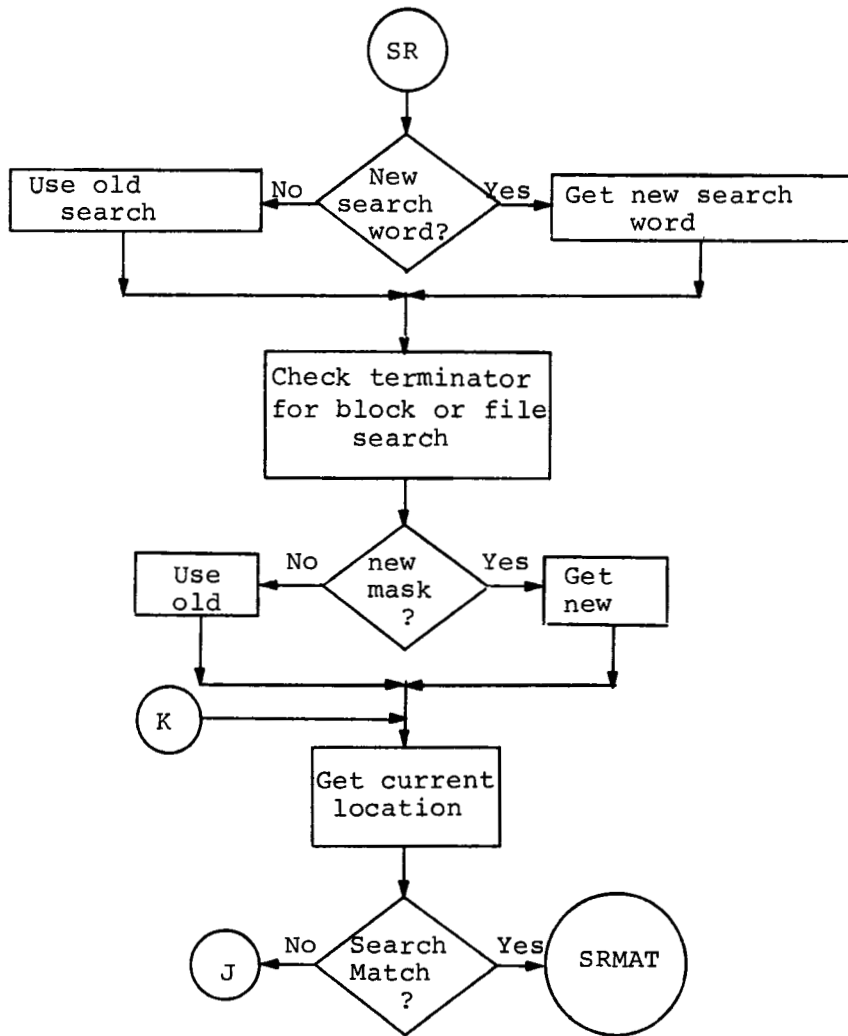 SR
New
search
word?
No
Yes
Use old
search
Get new search
word
Check terminator
for block or file
search
new
mask
?
No
Yes
Use
old
Get
new
K
Get current
location
Search
Match
?
No
Yes
J
SRMAT